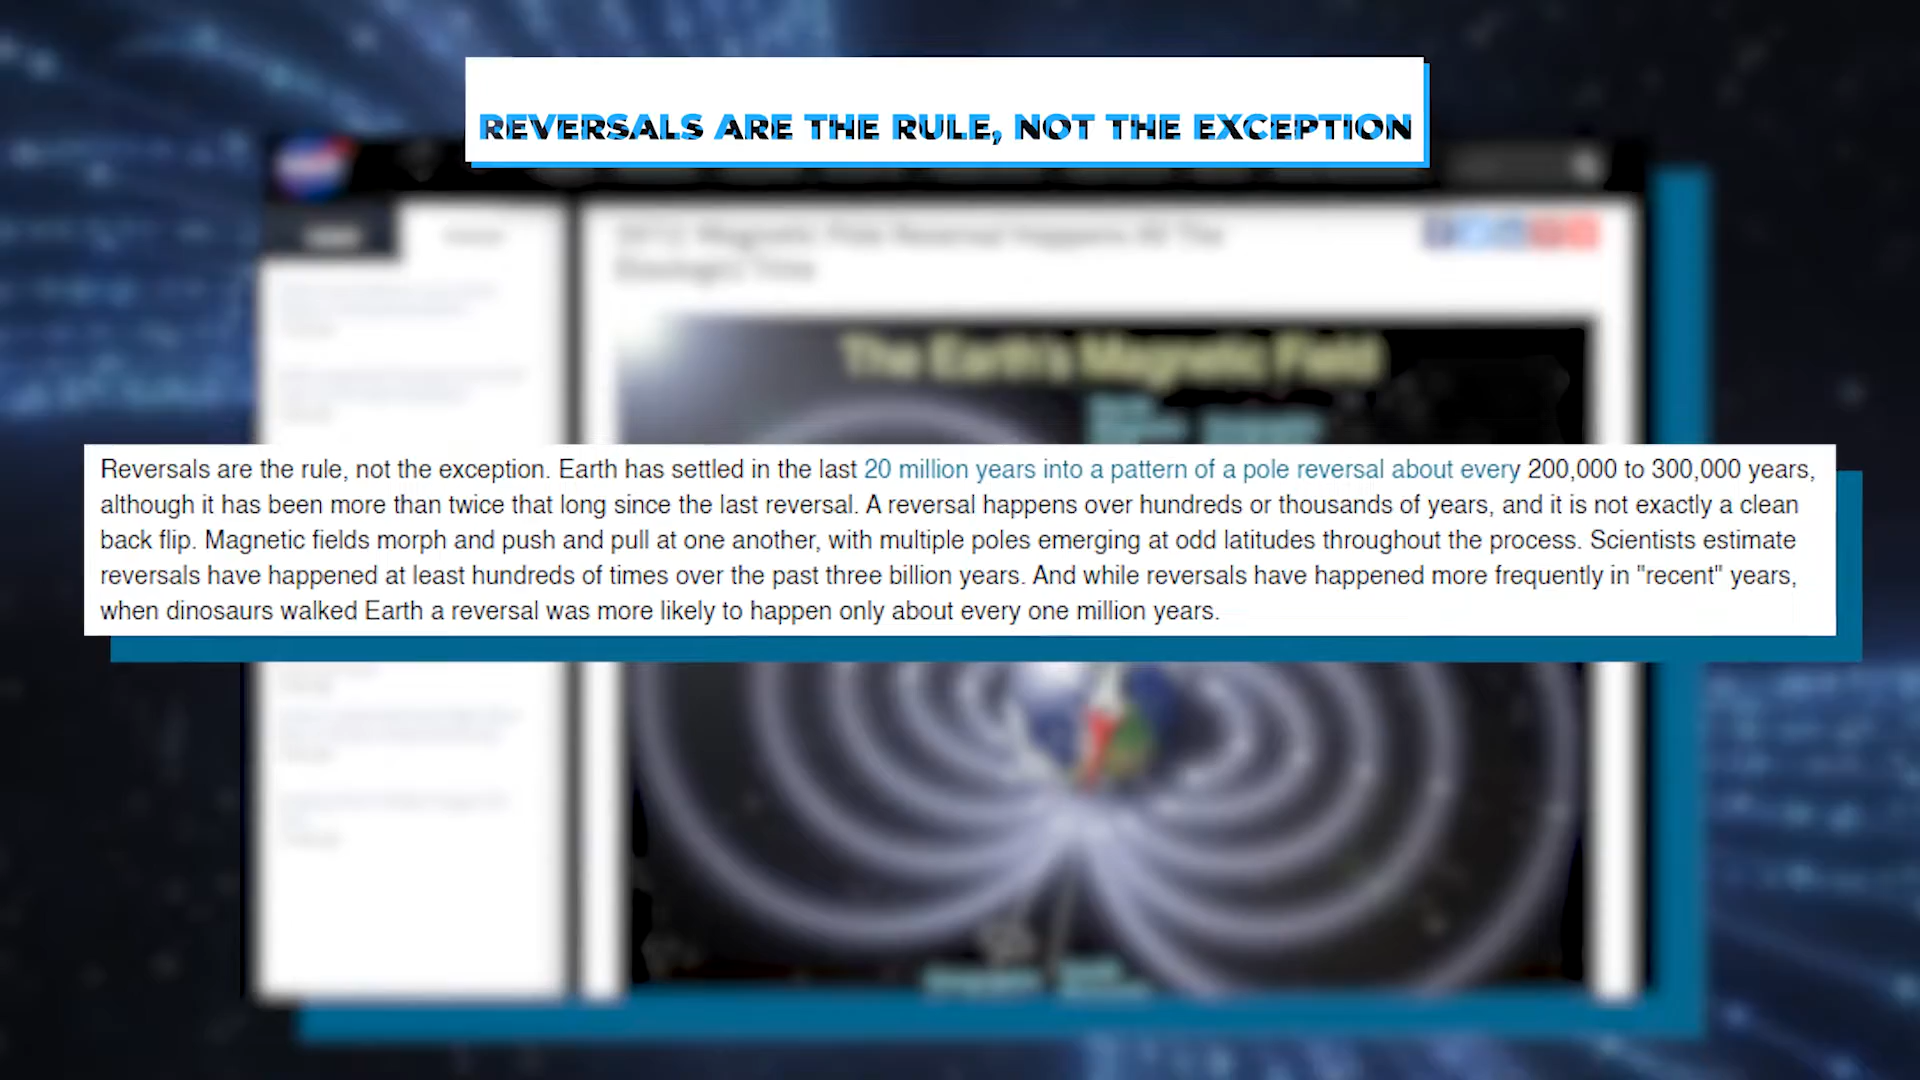 REVERSALS ARE THE RULE, NOT THE EXCEPTION
The Earth's Magnetic Field
Reversals are the rule, not the exception. Earth has settled in the last 20 million years into a pattern of a pole reversal about every 200,000 to 300,000 years,
although it has been more than twice that long since the last reversal. A reversal happens over hundreds or thousands of years, and it is not exactly a clean
back flip. Magnetic fields morph and push and pull at one another, with multiple poles emerging at odd latitudes throughout the process. Scientists estimate
reversals have happened at least hundreds of times over the past three billion years. And while reversals have happened more frequently in "recent" years,
when dinosaurs walked Earth a reversal was more likely to happen only about every one million years.